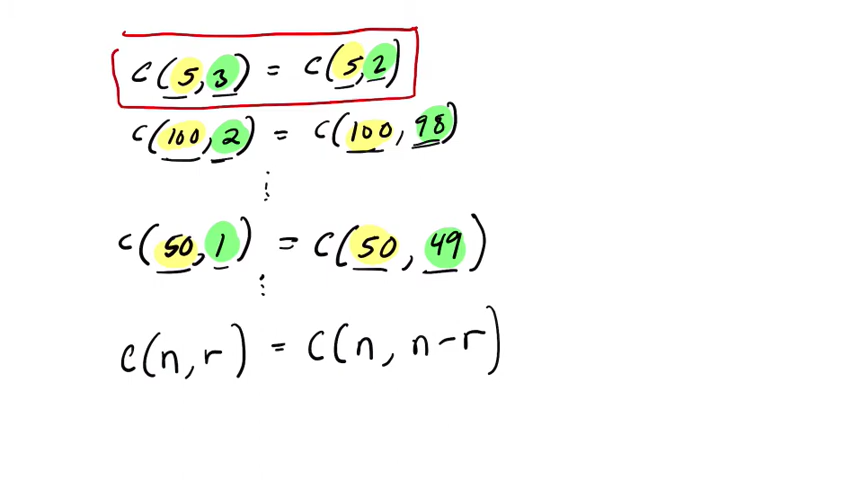 C(5,3) = C(5,2)
C(100,2) = C(100,98)
⋮
C(50,1) = C(50,49)
⋮
C(n,r) = C(n,n-r)